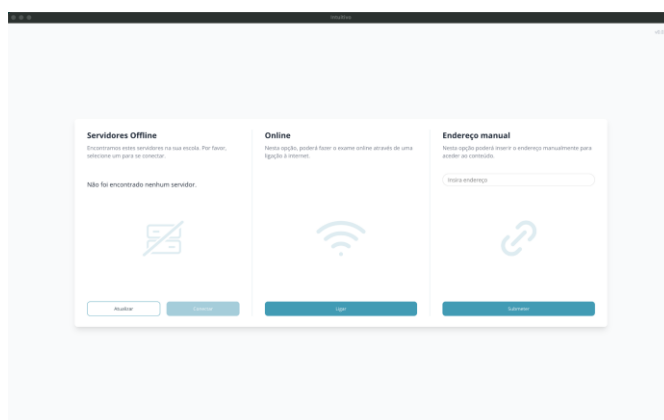 Intuitivo
Servidores Offline
Encontramos estes servidores na sua escola. Por favor,
selecione um para se conectar.
Não foi encontrado nenhum servidor.
Atualizar
Conectar
Online
Nesta opção, poderá fazer o exame online através de uma
ligação à internet.
Ligar
Endereço manual
Nesta opção poderá inserir o endereço manualmente para
aceder ao conteúdo.
Insira endereço
Submeter